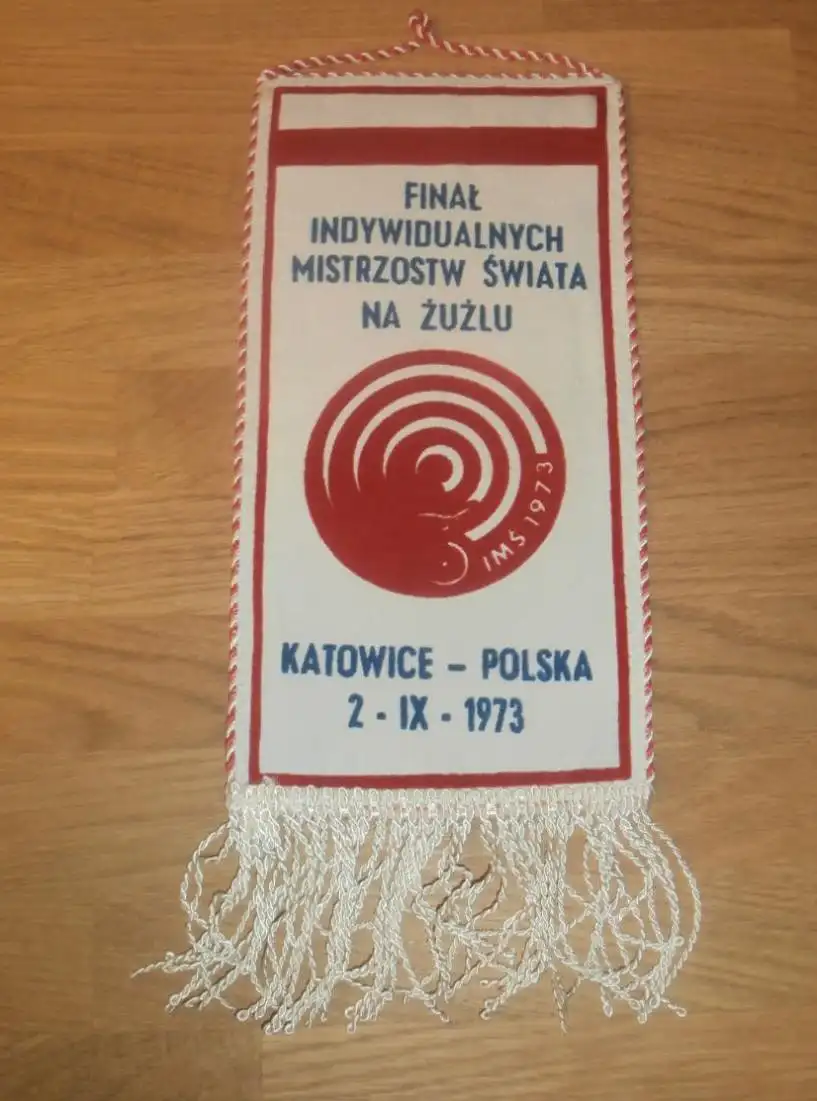 FINAŁ
INDYWIDUALNYCH
MISTRZOSTW ŚWIATA
NA ŻUŻLU
IMŚ 1973
KATOWICE - POLSKA
2 - IX - 1973